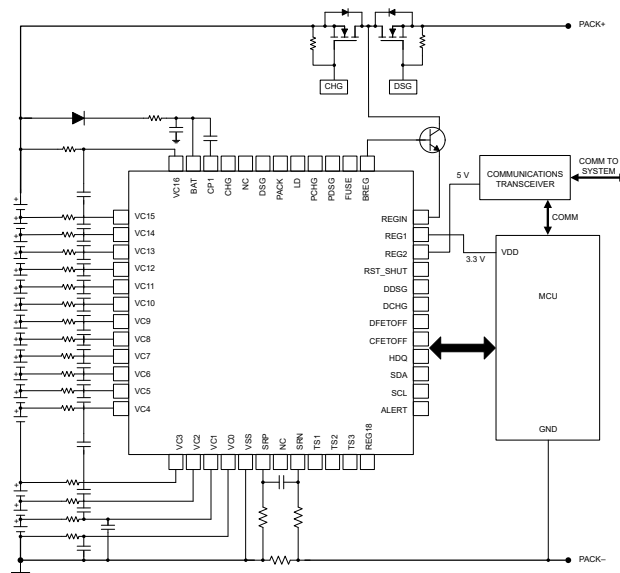 PACK+
CHG
DSG
VC16
BAT
CP1
CHG
NC
DSG
PACK
LD
PCHG
PDSG
FUSE
BREG
5 V
COMMUNICATIONS
TRANSCEIVER
COMM TO
SYSTEM
COMM
VC15
VC14
VC13
VC12
VC11
VC10
VC9
VC8
VC7
VC6
VC5
VC4
REGIN
REG1
REG2
RST_SHUT
DDSG
DCHG
DFETOFF
CFETOFF
HDQ
SDA
SCL
ALERT
3.3 V
VDD
MCU
GND
VC3
VC2
VC1
VC0
VSS
SRP
NC
SRN
TS1
TS2
TS3
REG18
PACK–